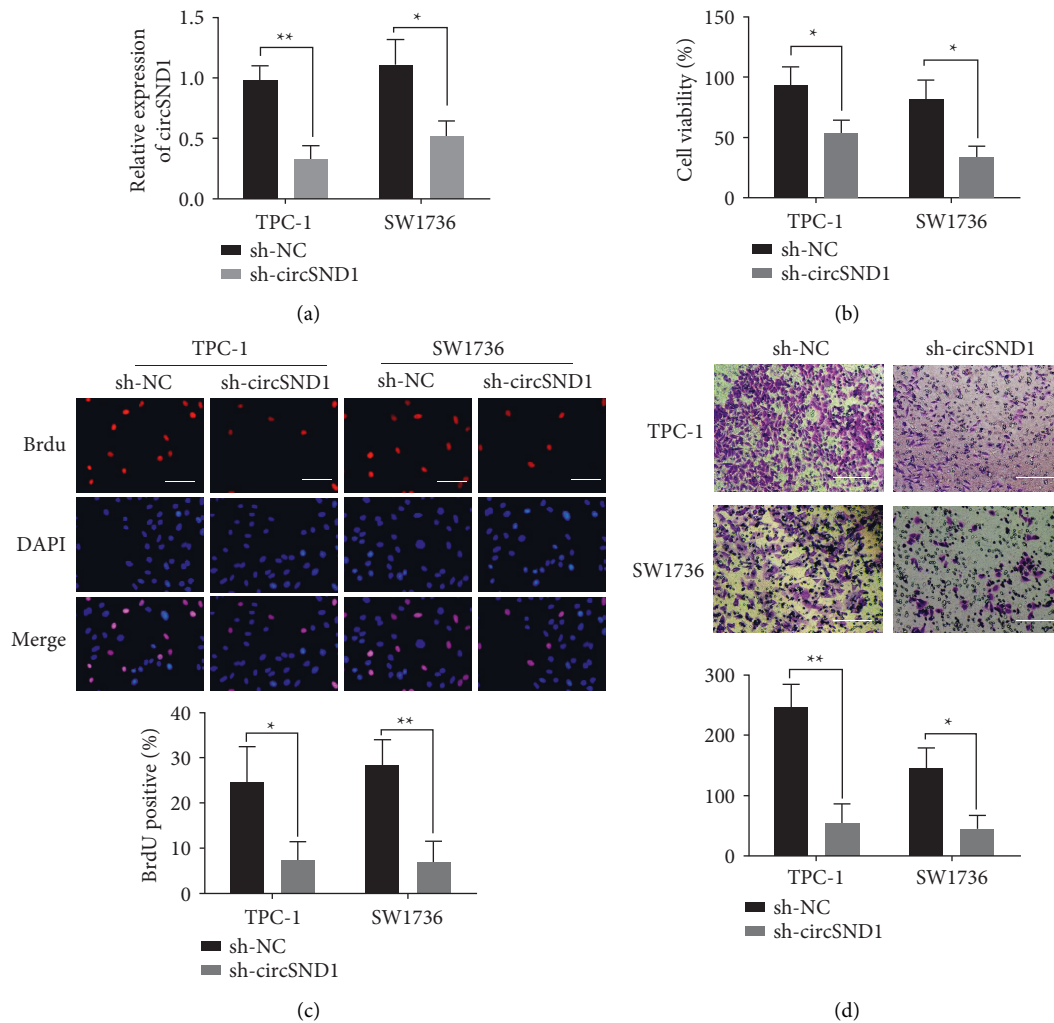 Relative expression
of circSND1
1.5
1.0
0.5
0.0
**
*
TPC-1
SW1736
sh-NC
sh-circSND1
(a)
Cell viability (%)
150
100
50
0
*
*
TPC-1
SW1736
sh-NC
sh-circSND1
(b)
TPC-1
SW1736
sh-NC
sh-circSND1
sh-NC
sh-circSND1
Brdu
DAPI
Merge
BrdU positive (%)
40
30
20
10
0
*
**
TPC-1
SW1736
sh-NC
sh-circSND1
(c)
sh-NC
sh-circSND1
TPC-1
SW1736
300
200
100
0
**
*
TPC-1
SW1736
sh-NC
sh-circSND1
(d)